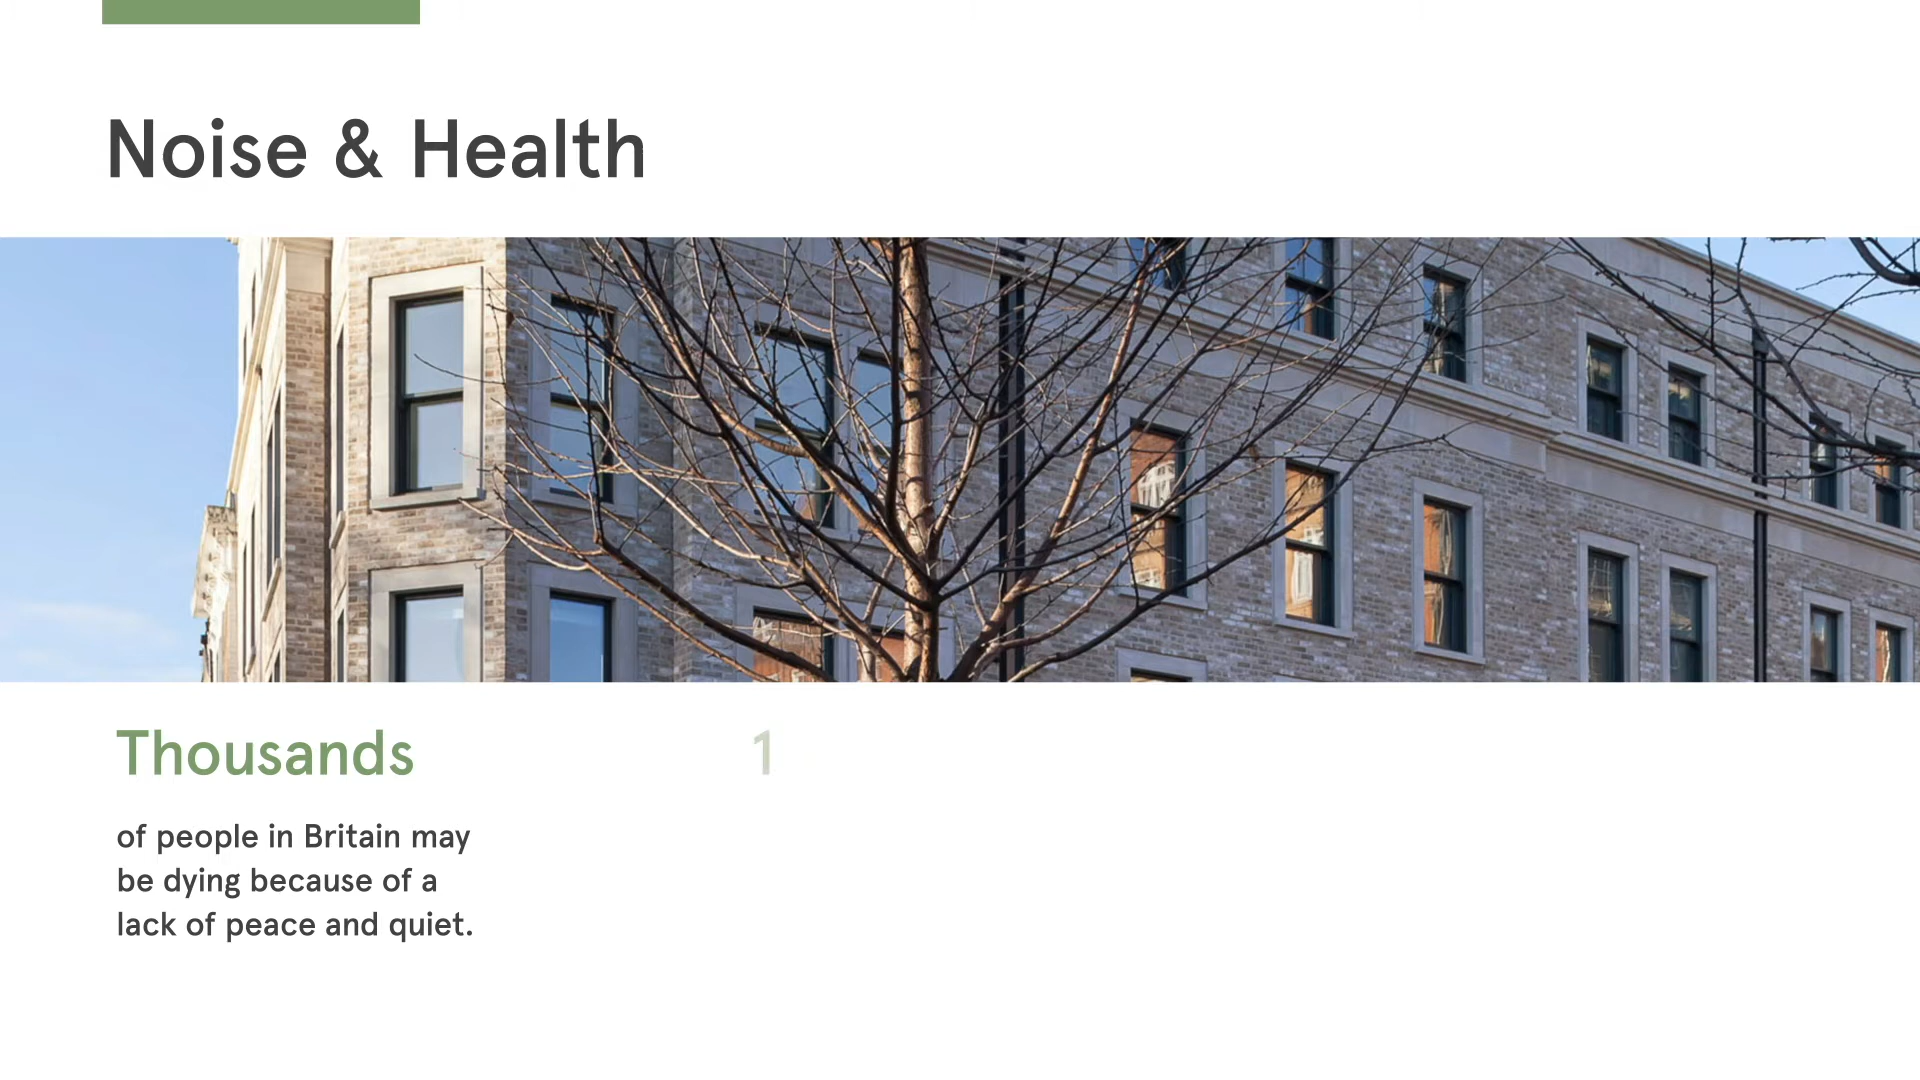 Noise & Health
Thousands
1
of people in Britain may
be dying because of a
lack of peace and quiet.